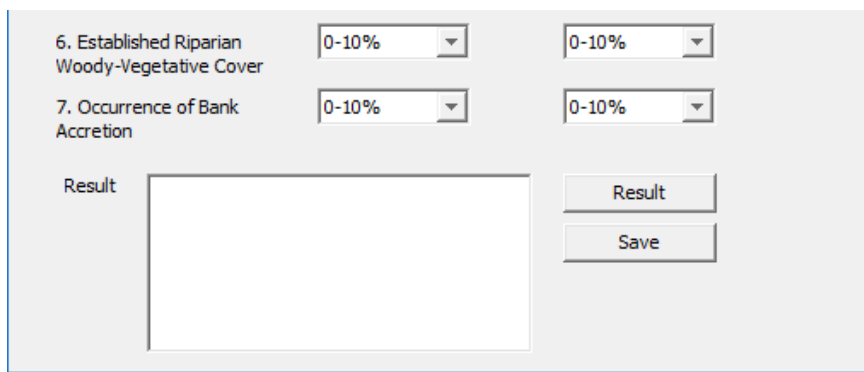 6. Established Riparian 0-10% 0-10%
Woody-Vegetative Cover
7. Occurrence of Bank 0-10% 0-10%
Accretion
Result Result
Save